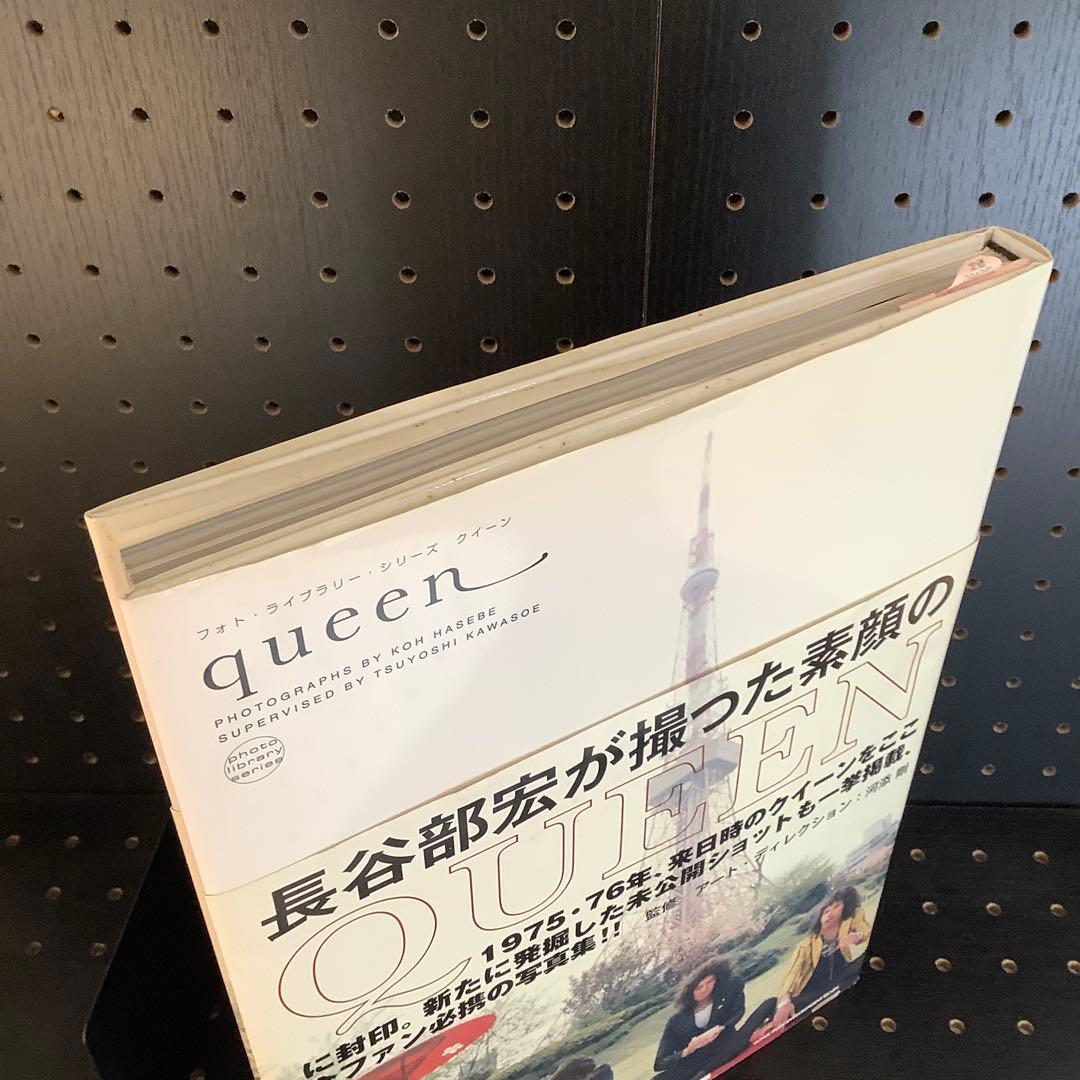 フォト・ライブラリー・シリーズ クイーン
queen
PHOTOGRAPHS BY KOH HASEBE
SUPERVISED BY TSUYOSHI KAWASOE
photo
library
series
長谷部宏が撮った素顔の
QUEEN
1975・76年、来日時のクイーンをここ
に封印。新たに発掘した未公開ショットも一挙掲載、
ファン必携の写真集!!
監修 アート・ディレクション：河添 剛
定価